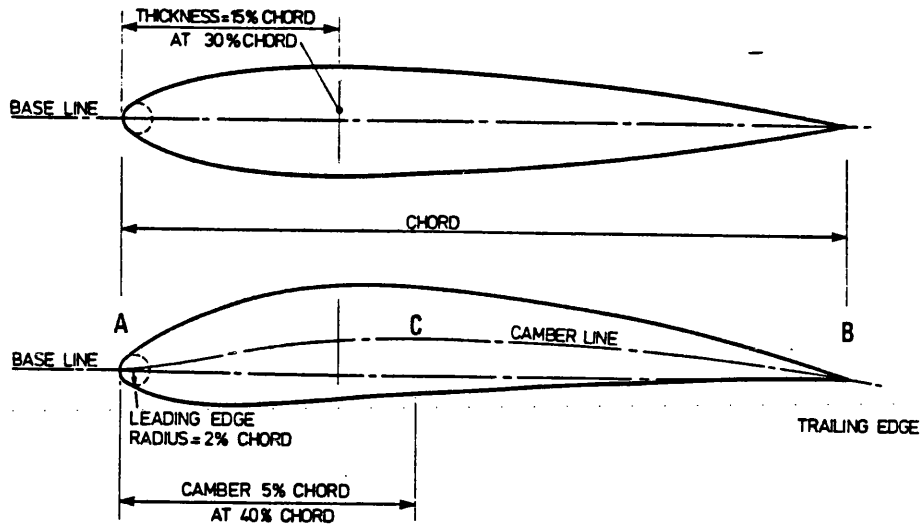 THICKNESS=15% CHORD
AT 30% CHORD
BASE LINE
CHORD
A
C
B
CAMBER LINE
BASE LINE
LEADING EDGE
RADIUS=2% CHORD
TRAILING EDGE
CAMBER 5% CHORD
AT 40% CHORD